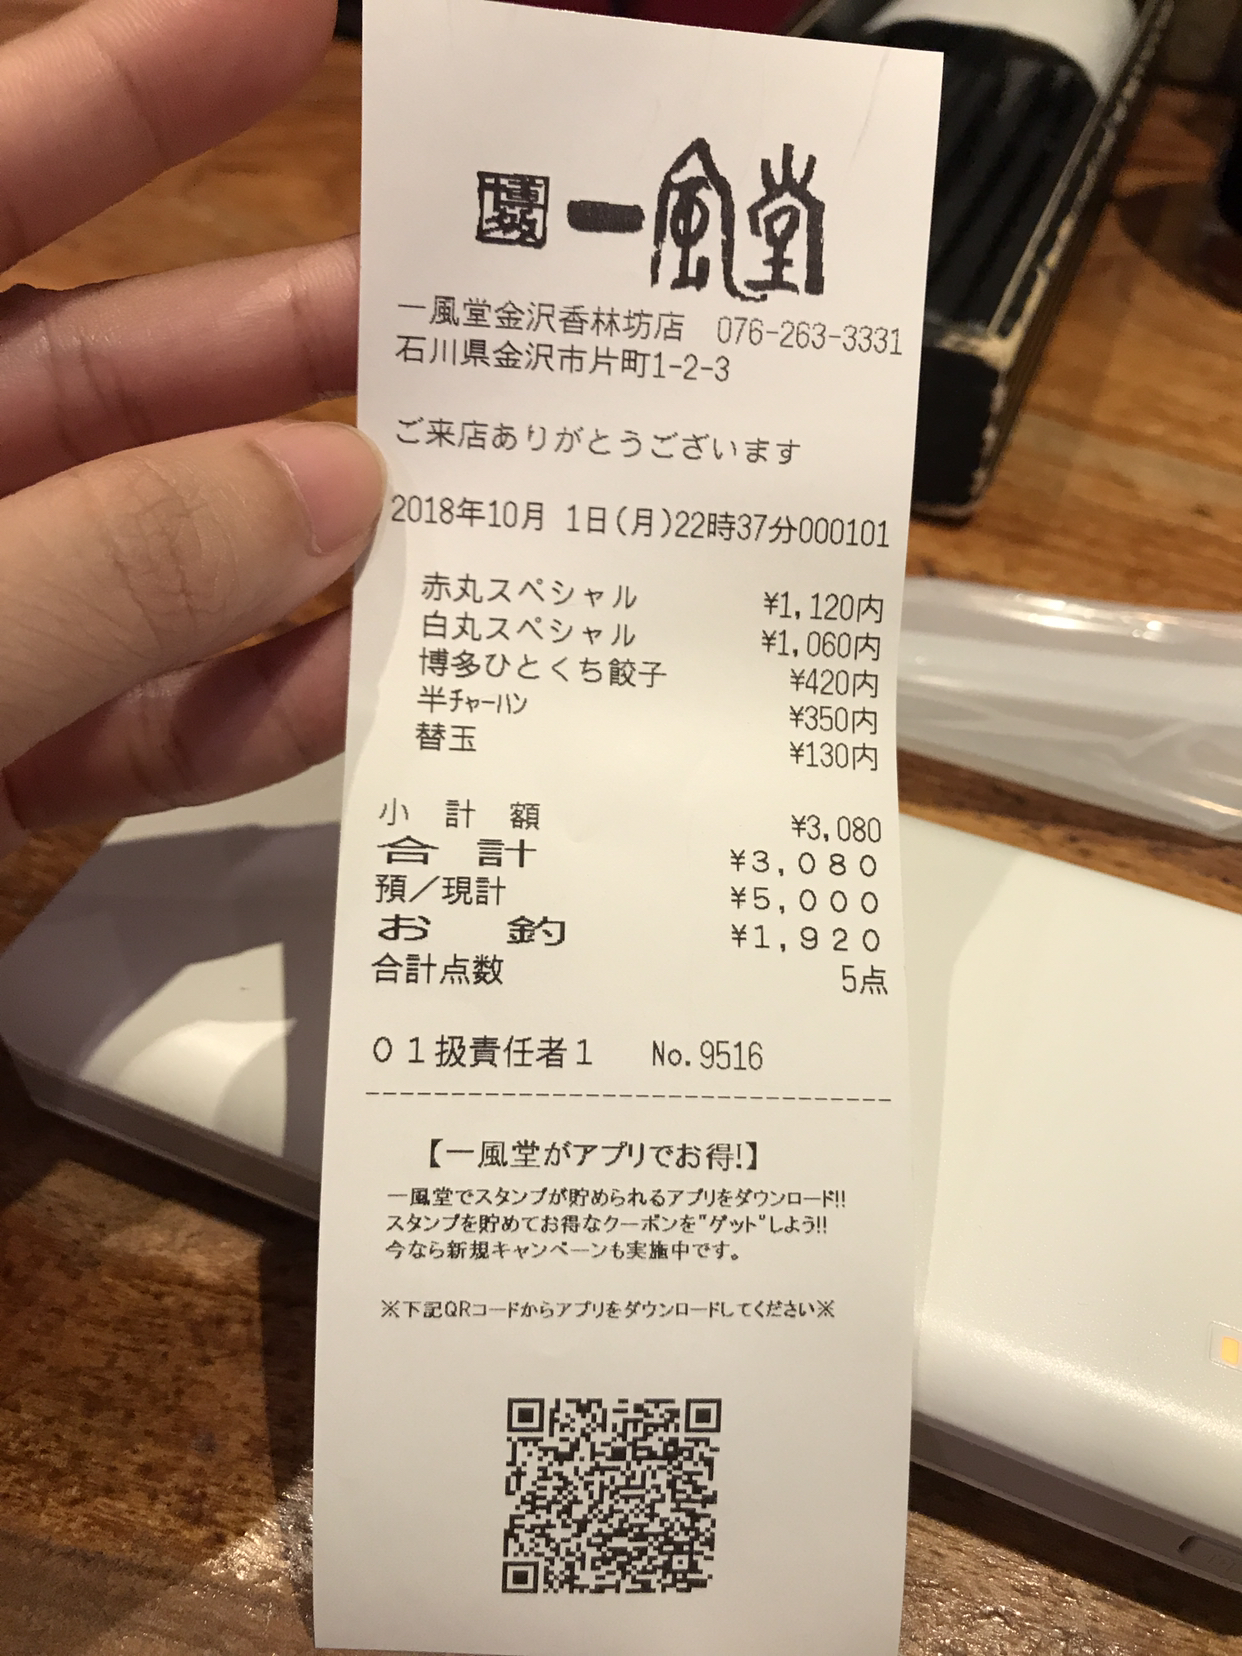 博多 一風堂
一風堂金沢香林坊店 076-263-3331
石川県金沢市片町1-2-3
ご来店ありがとうございます
2018年10月 1日(月)22時37分000101
赤丸スペシャル ¥1,120内
白丸スペシャル ¥1,060内
博多ひとくち餃子 ¥420内
半チャーハン ¥350内
替玉 ¥130内
小 計 額 ¥3,080
合 計 ¥3,080
預/現計 ¥5,000
お 釣 ¥1,920
合計点数 5点
01扱責任者1 No.9516
【一風堂がアプリでお得!】
一風堂でスタンプが貯められるアプリをダウンロード!!
スタンプを貯めてお得なクーポンを"ゲット"しよう!!
今なら新規キャンペーンも実施中です。
※下記QRコードからアプリをダウンロードしてください※